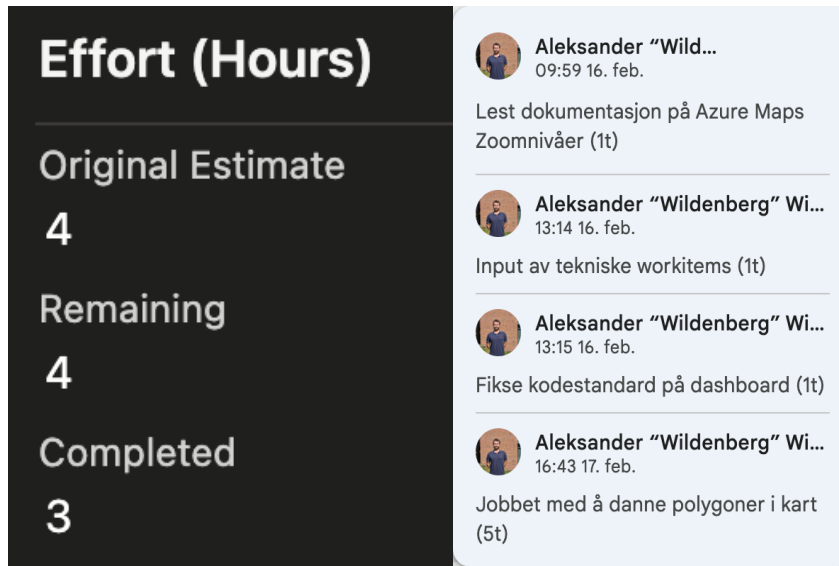 Effort (Hours)
Original Estimate
4
Remaining
4
Completed
3
Aleksander “Wild...
09:59 16. feb.
Lest dokumentasjon på Azure Maps
Zoomnivåer (1t)
Aleksander “Wildenberg” Wi...
13:14 16. feb.
Input av tekniske workitems (1t)
Aleksander “Wildenberg” Wi...
13:15 16. feb.
Fikse kodestandard på dashboard (1t)
Aleksander “Wildenberg” Wi...
16:43 17. feb.
Jobbet med å danne polygoner i kart
(5t)